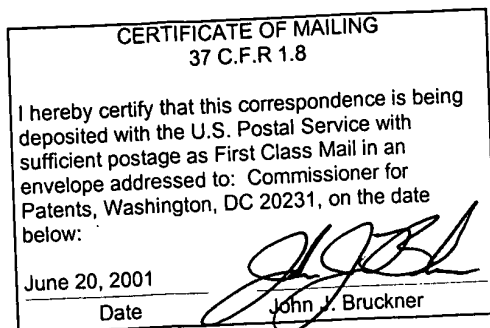 CERTIFICATE OF MAILING
37 C.F.R 1.8
I hereby certify that this correspondence is being
deposited with the U.S. Postal Service with
sufficient postage as First Class Mail in an
envelope addressed to: Commissioner for
Patents, Washington, DC 20231, on the date
below:
June 20, 2001
Date
John J. Bruckner